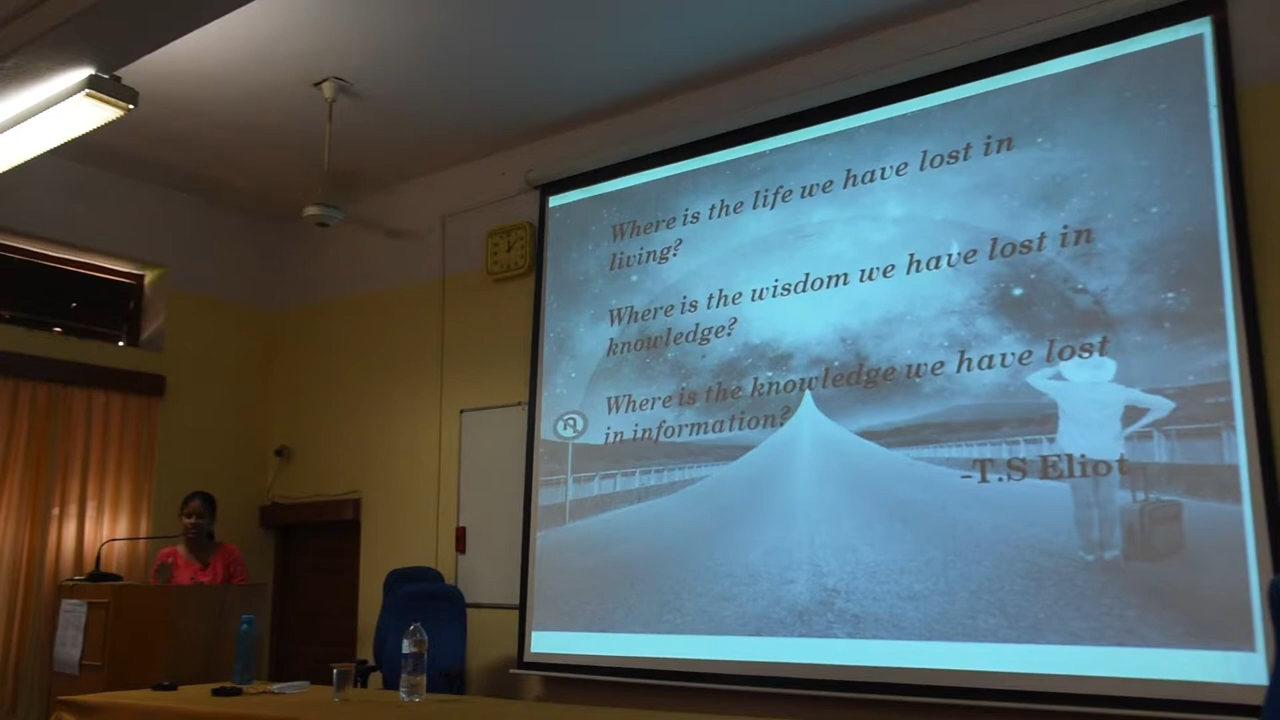 Where is the life we have lost in
living?
Where is the wisdom we have lost in
knowledge?
Where is the knowledge we have lost
in information?
-T.S Eliot